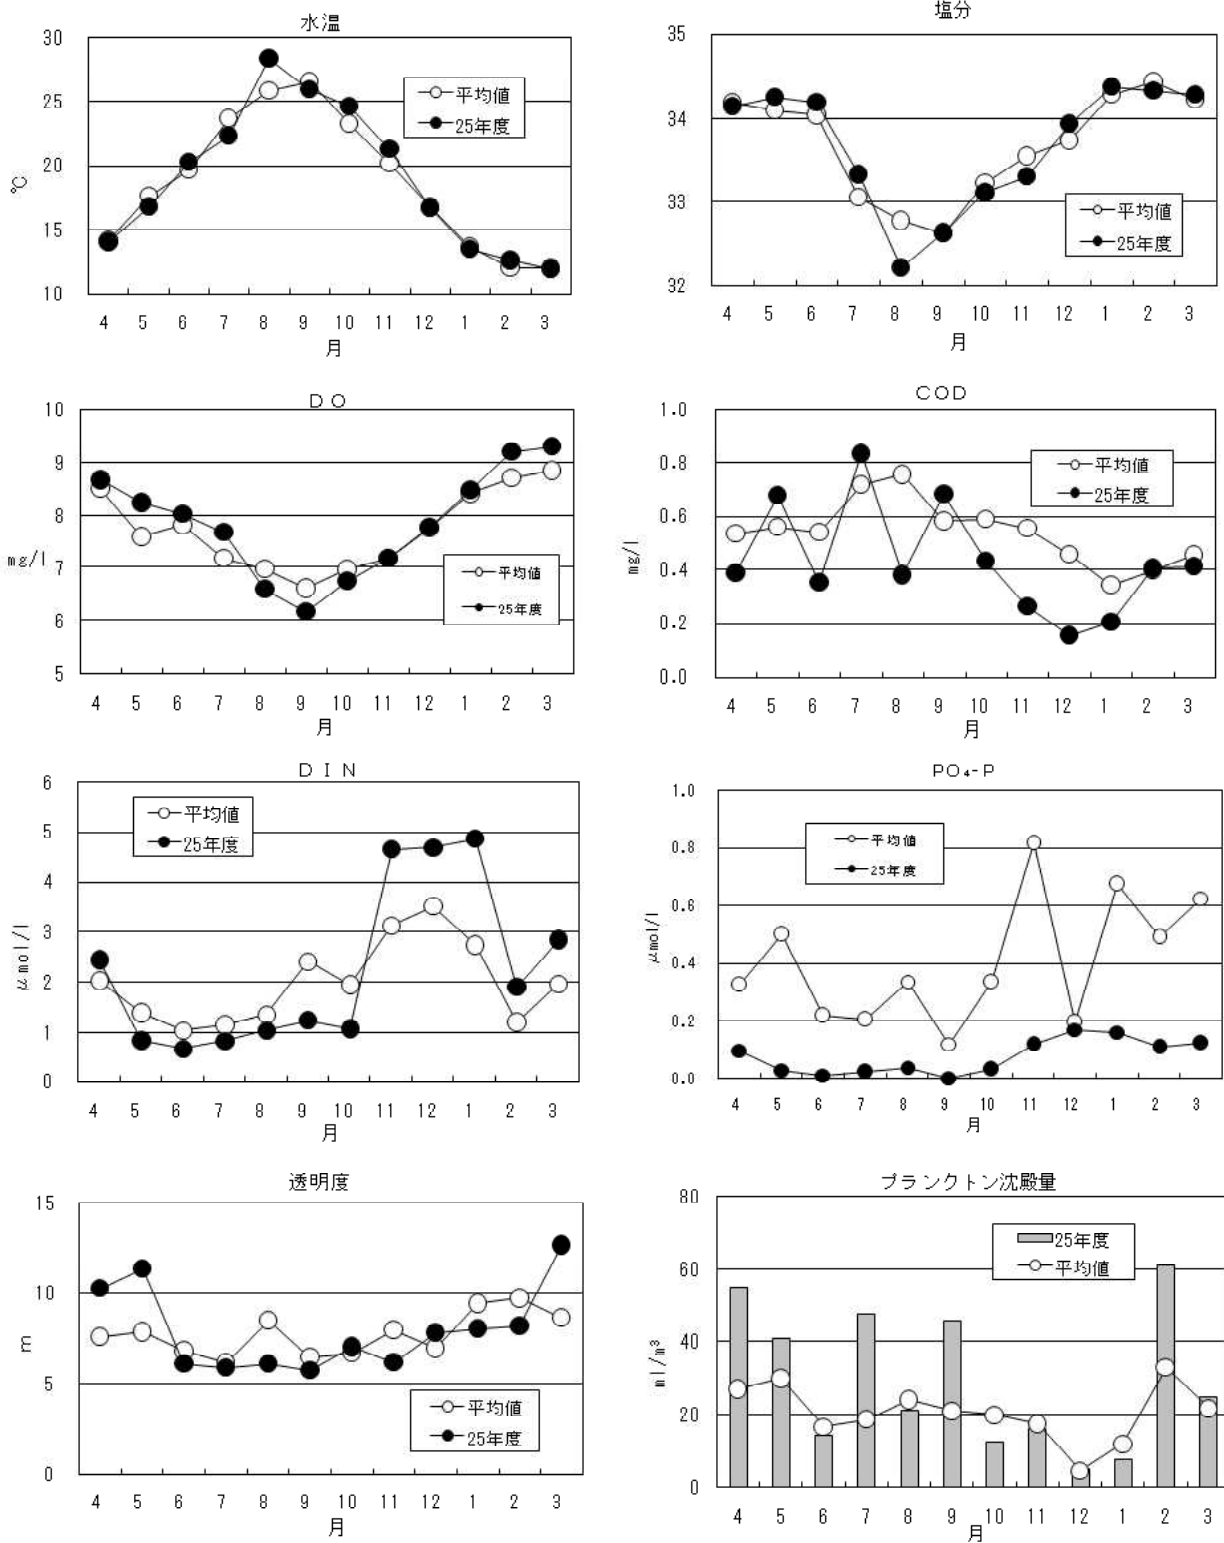 水温
30
25
20
15
10
℃
平均値
25年度
4 5 6 7 8 9 10 11 12 1 2 3
月
塩分
35
34
33
32
平均値
25年度
4 5 6 7 8 9 10 11 12 1 2 3
月
DO
10
9
8
7
6
5
mg/l
平均値
25年度
4 5 6 7 8 9 10 11 12 1 2 3
月
COD
1.0
0.8
0.6
0.4
0.2
0.0
mg/l
平均値
25年度
4 5 6 7 8 9 10 11 12 1 2 3
月
DIN
6
5
4
3
2
1
0
μmol/l
平均値
25年度
4 5 6 7 8 9 10 11 12 1 2 3
月
PO₄-P
1.0
0.8
0.6
0.4
0.2
0.0
μmol/l
平均値
25年度
4 5 6 7 8 9 10 11 12 1 2 3
月
透明度
15
10
5
0
m
平均値
25年度
4 5 6 7 8 9 10 11 12 1 2 3
月
プランクトン沈殿量
80
60
40
20
0
ml/m³
25年度
平均値
4 5 6 7 8 9 10 11 12 1 2 3
月